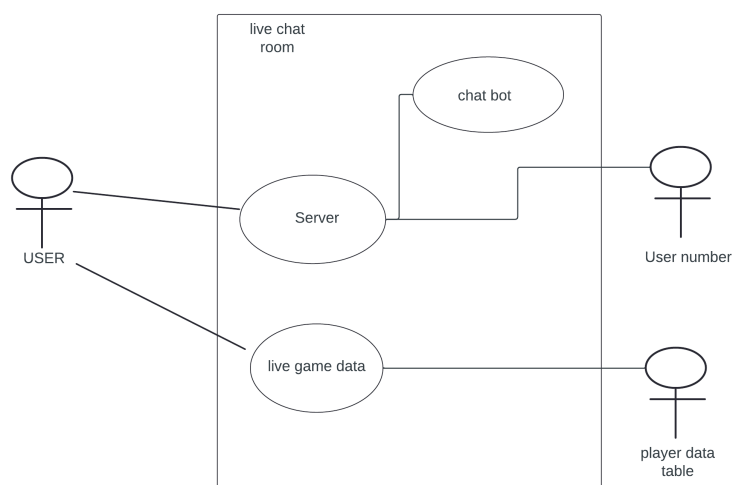 live chat
room
chat bot
Server
USER
User number
live game data
player data
table